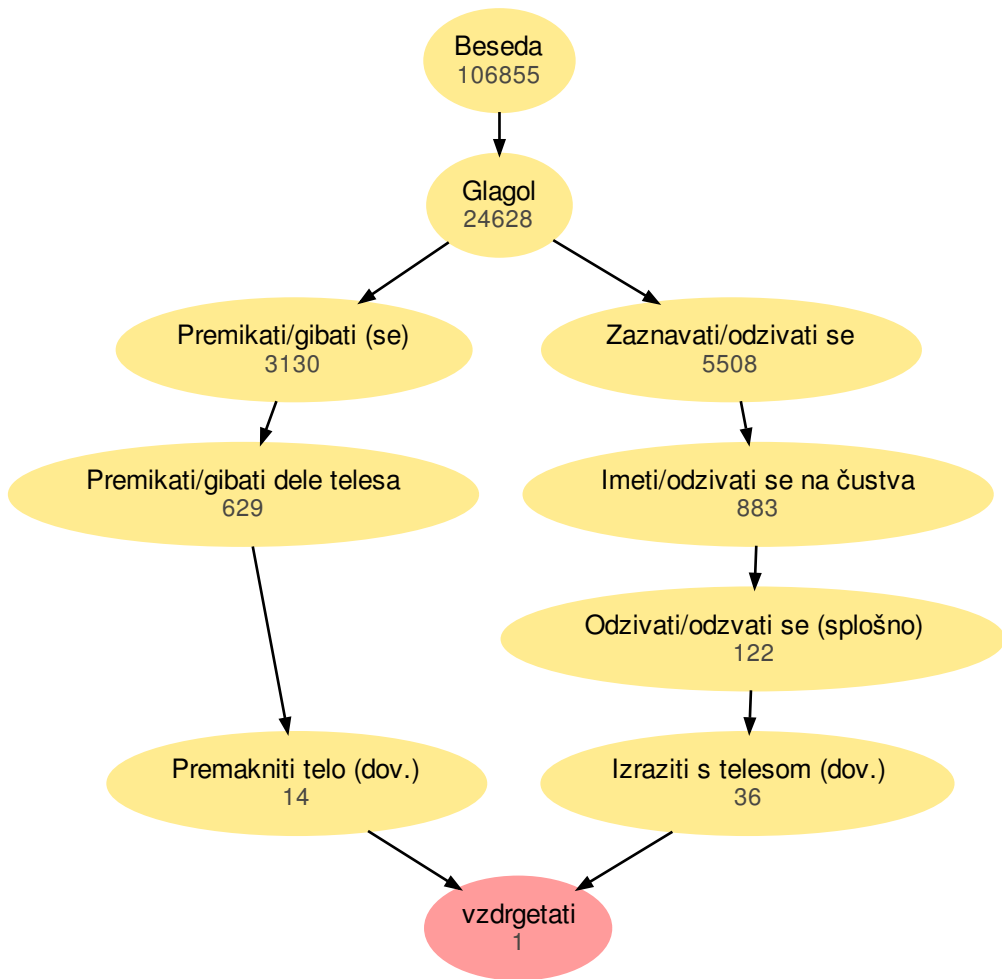 Beseda
106855
Glagol
24628
Premikati/gibati (se)
3130
Zaznavati/odzivati se
5508
Premikati/gibati dele telesa
629
Imeti/odzivati se na čustva
883
Odzivati/odzvati se (splošno)
122
Premakniti telo (dov.)
14
Izraziti s telesom (dov.)
36
vzdrgetati
1